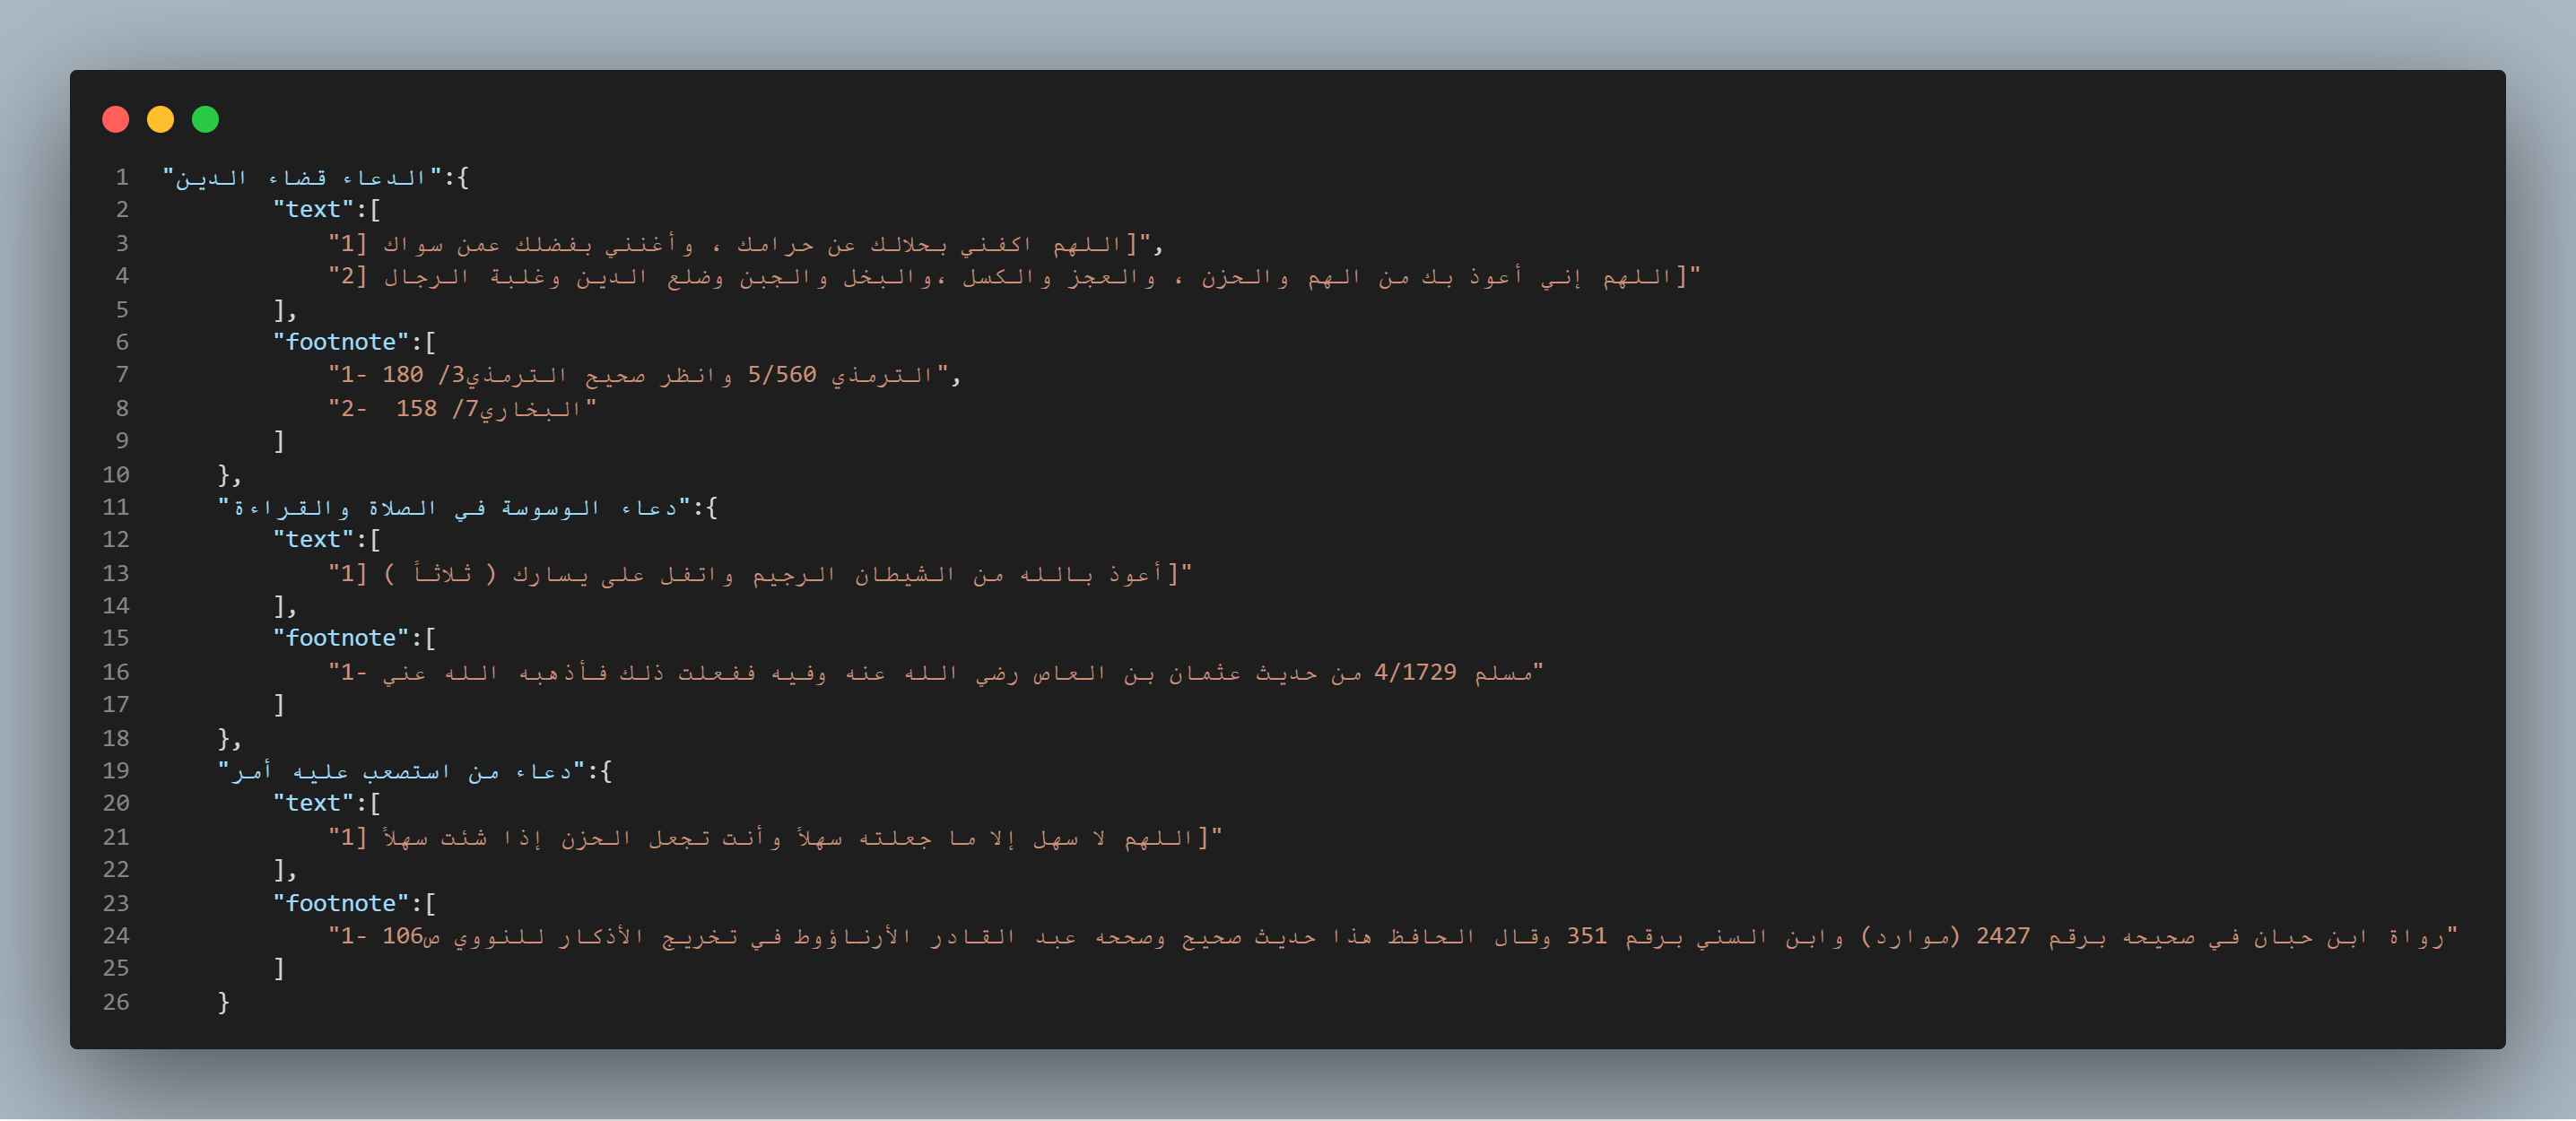 1 "الدعاء قضاء الدين":{
2 "text":[
3 "اللهم اكفني بحلالك عن حرامك ، وأغنني بفضلك عمن سواك [1]",
4 "اللهم إني أعوذ بك من الهم والحزن ، والعجز والكسل ،والبخل والجبن وضلع الدين وغلبة الرجال [2]"
5 ],
6 "footnote":[
7 "الترمذي 5/560 وانظر صحيح الترمذي3/ 180 -1",
8 "البخاري7/ 158  -2"
9 ]
10 },
11 "دعاء الوسوسة في الصلاة والقراءة":{
12 "text":[
13 "أعوذ بالله من الشيطان الرجيم واتفل على يسارك ( ثلاثاً ) [1]"
14 ],
15 "footnote":[
16 "مسلم 4/1729 من حديث عثمان بن العاص رضي الله عنه وفيه ففعلت ذلك فأذهبه الله عني -1"
17 ]
18 },
19 "دعاء من استصعب عليه أمر":{
20 "text":[
21 "اللهم لا سهل إلا ما جعلته سهلاً وأنت تجعل الحزن إذا شئت سهلاً [1]"
22 ],
23 "footnote":[
24 "رواة ابن حبان في صحيحه برقم 2427 (موارد) وابن السني برقم 351 وقال الحافظ هذا حديث صحيح وصححه عبد القادر الأرناؤوط في تخريج الأذكار للنووي ص106 -1"
25 ]
26 }